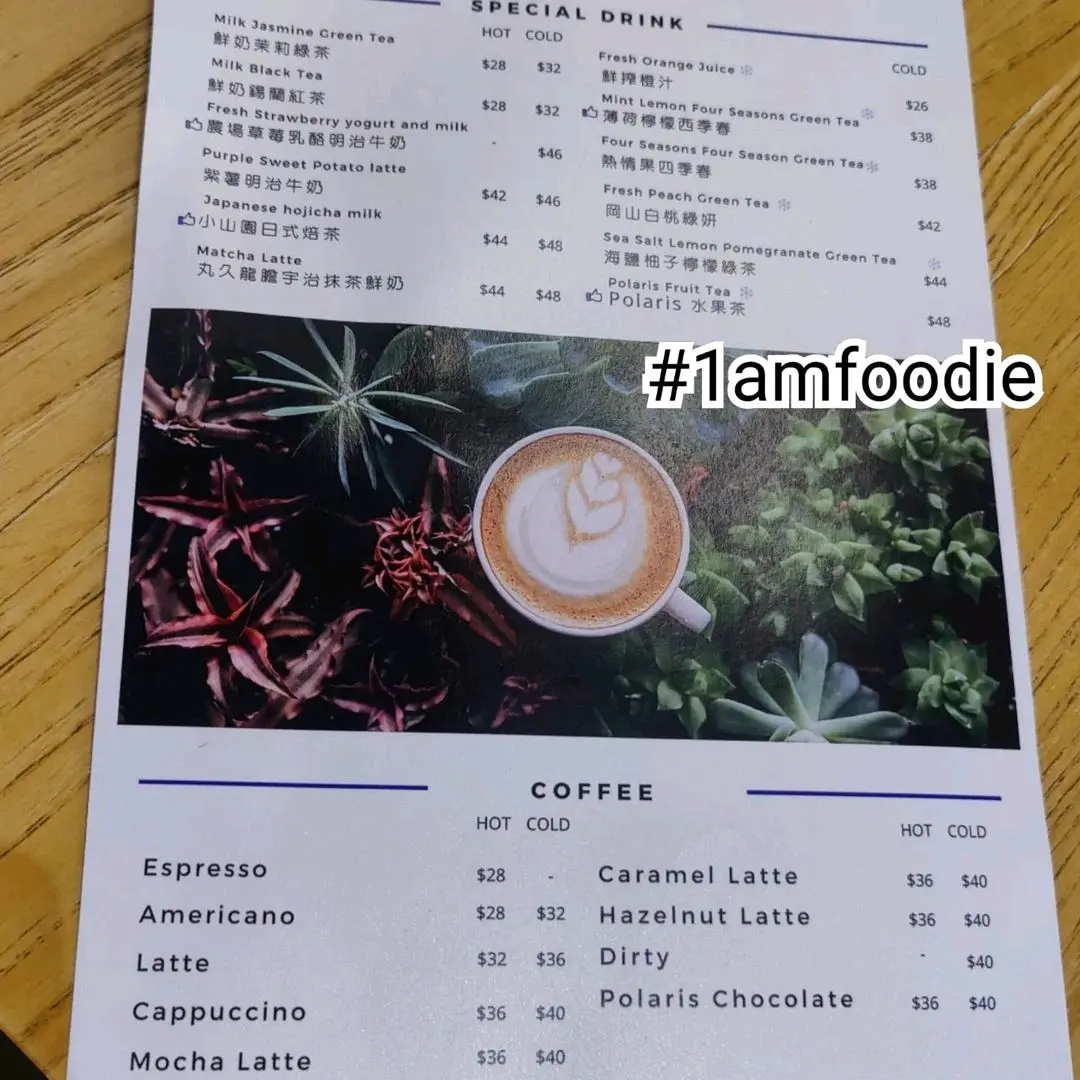 SPECIAL DRINK
HOT COLD
Milk Jasmine Green Tea
鮮奶茉莉綠茶
$28 $32
Milk Black Tea
鮮奶錫蘭紅茶
$28 $32
Fresh Strawberry yogurt and milk
農場草莓乳酪明治牛奶
- $46
Purple Sweet Potato latte
紫薯明治牛奶
$42 $46
Japanese hojicha milk
小山園日式焙茶
$44 $48
Matcha Latte
丸久龍膽宇治抹茶鮮奶
$44 $48
COLD
Fresh Orange Juice
鮮搾橙汁
$26
Mint Lemon Four Seasons Green Tea
薄荷檸檬西季春
$38
Four Seasons Four Season Green Tea
熱情果四季春
$38
Fresh Peach Green Tea
岡山白桃綠妍
$42
Sea Salt Lemon Pomegranate Green Tea
海鹽柚子檸檬綠茶
$44
Polaris Fruit Tea
Polaris 水果茶
$48
#1amfoodie
COFFEE
HOT COLD
Espresso $28 -
Americano $28 $32
Latte $32 $36
Cappuccino $36 $40
Mocha Latte $36 $40
HOT COLD
Caramel Latte $36 $40
Hazelnut Latte $36 $40
Dirty - $40
Polaris Chocolate $36 $40